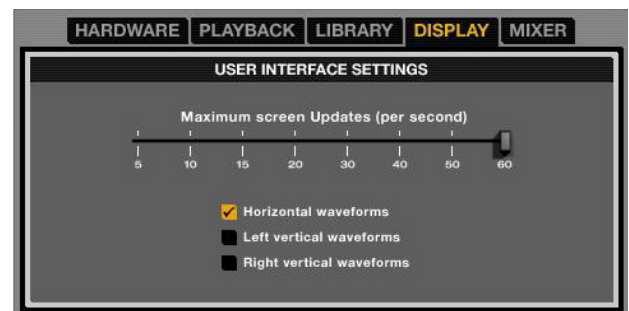 HARDWARE PLAYBACK LIBRARY DISPLAY MIXER
USER INTERFACE SETTINGS
Maximum screen Updates (per second)
5 10 15 20 30 40 50 60
Horizontal waveforms
Left vertical waveforms
Right vertical waveforms